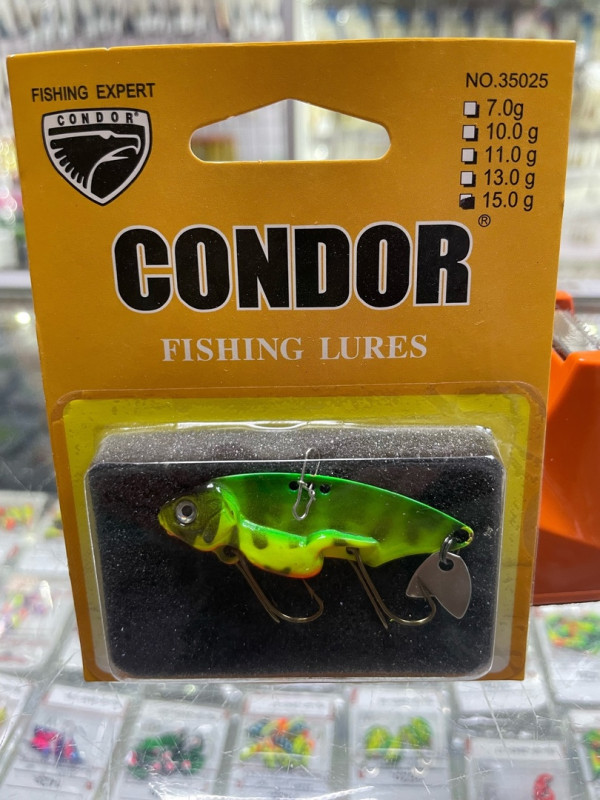 FISHING EXPERT
CONDOR®
NO.35025
7.0g
10.0 g
11.0 g
13.0 g
15.0 g
CONDOR®
FISHING LURES